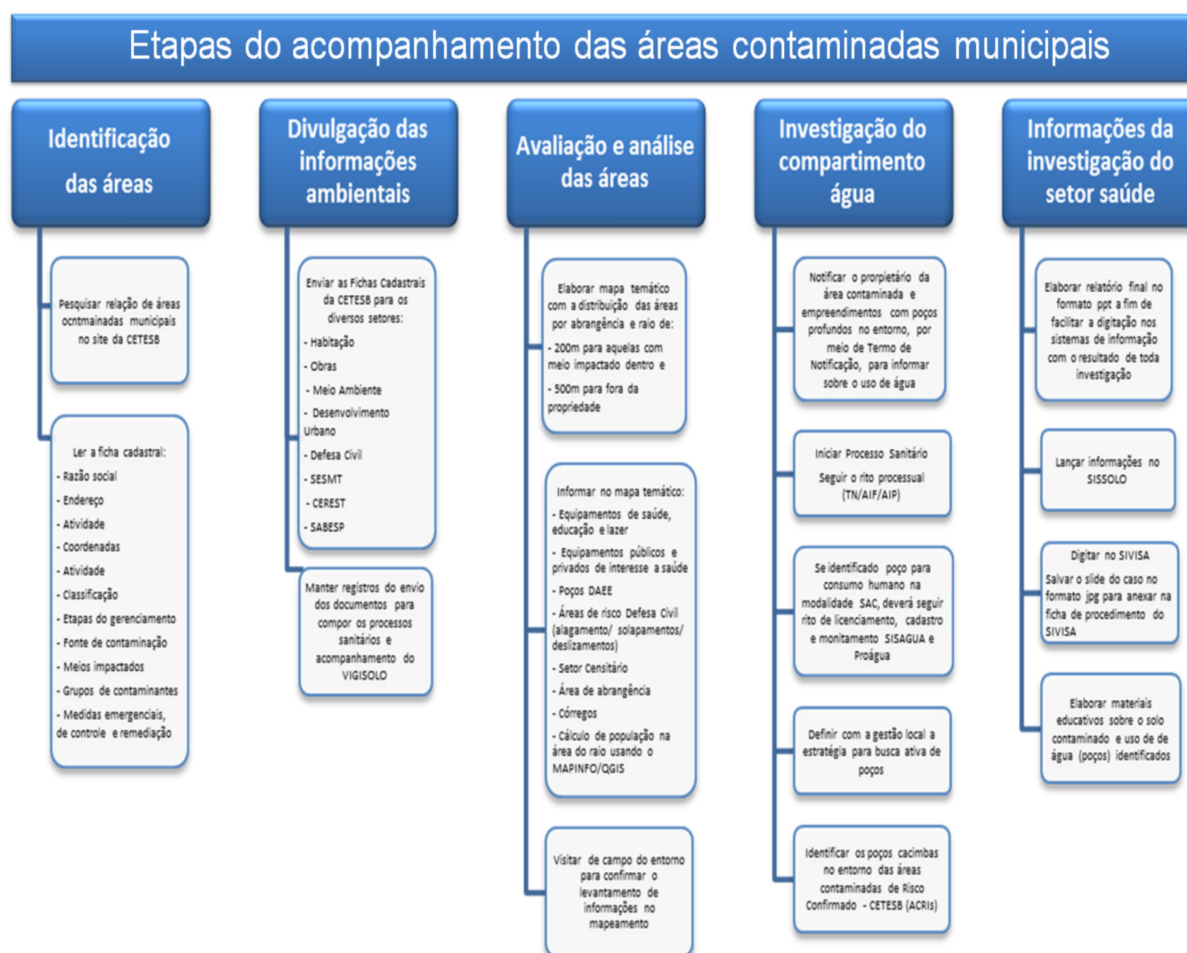 Etapas do acompanhamento das áreas contaminadas municipais
Identificação
das áreas
Pesquisar relação de áreas
ocntmainadas municipais
no site da CETESB
Ler a ficha cadastral:
- Razão social
- Endereço
- Atividade
- Coordenadas
- Atividade
- Classificação
- Etapas do gerenciamento
- Fonte de contaminação
- Meios impactados
- Grupos de contaminantes
- Medidas emergenciais,
de controle e remediação
Divulgação das
informações
ambientais
Enviar as Fichas Cadastrais
da CETESB para os
diversos setores:
- Habitação
- Obras
- Meio Ambiente
- Desenvolvimento
Urbano
- Defesa Civil
- SESMT
- CEREST
- SABESP
Manter registros do envio
dos documentos para
compor os processos
sanitários e
acompanhamento do
VIGISOLO
Avaliação e análise
das áreas
Elaborar mapa temático
com a distribuição das áreas
por abrangência e raio de:
- 200m para aquelas com
meio impactado dentro e
- 500m para fora da
propriedade
Informar no mapa temático:
- Equipamentos de saúde,
educação e lazer
- Equipamentos públicos e
privados de interesse a saúde
- Poços DAEE
- Áreas de risco Defesa Civil
(alagamento/ solapamentos/
deslizamentos)
- Setor Censitário
- Área de abrangência
- Córregos
- Cálculo de população na
área do raio usando o
MAPINFO/QGIS
Visitar de campo do entorno
para confirmar o
levantamento de
informações no
mapeamento
Investigação do
compartimento
água
Notificar o prorpietário da
área contaminada e
empreendimentos com poços
profundos no entorno, por
meio de Termo de
Notificação, para informar
sobre o uso de água
Iniciar Processo Sanitário
Seguir o rito processual
(TN/AIF/AIP)
Se identificado poço para
consumo humano na
modalidade SAC, deverá seguir
rito de licenciamento, cadastro
e monitamento SISAGUA e
Proágua
Definir com a gestão local a
estratégia para busca ativa de
poços
Identificar os poços cacimbas
no entorno das áreas
contaminadas de Risco
Confirmado - CETESB (ACRIs)
Informações da
investigação do
setor saúde
Elaborar relatório final no
formato ppt a fim de
facilitar a digitação nos
sistemas de informação
com o resultado de toda
investigação
Lançar informações no
SISSOLO
Digitar no SIVISA
Salvar o slide do caso no
formato jpg para anexar na
ficha de procedimento do
SIVISA
Elaborar materiais
educativos sobre o solo
contaminado e uso de de
água (poços) identificados